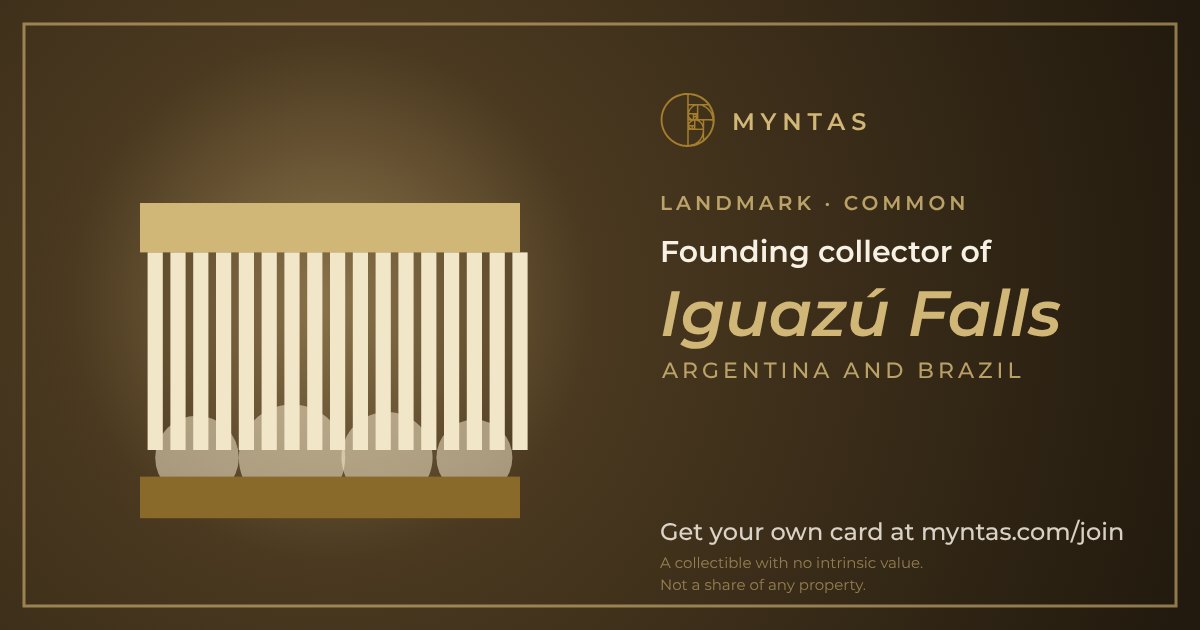 MYNTAS
LANDMARK · COMMON
Founding collector of
Iguazú Falls
ARGENTINA AND BRAZIL
Get your own card at myntas.com/join
A collectible with no intrinsic value.
Not a share of any property.